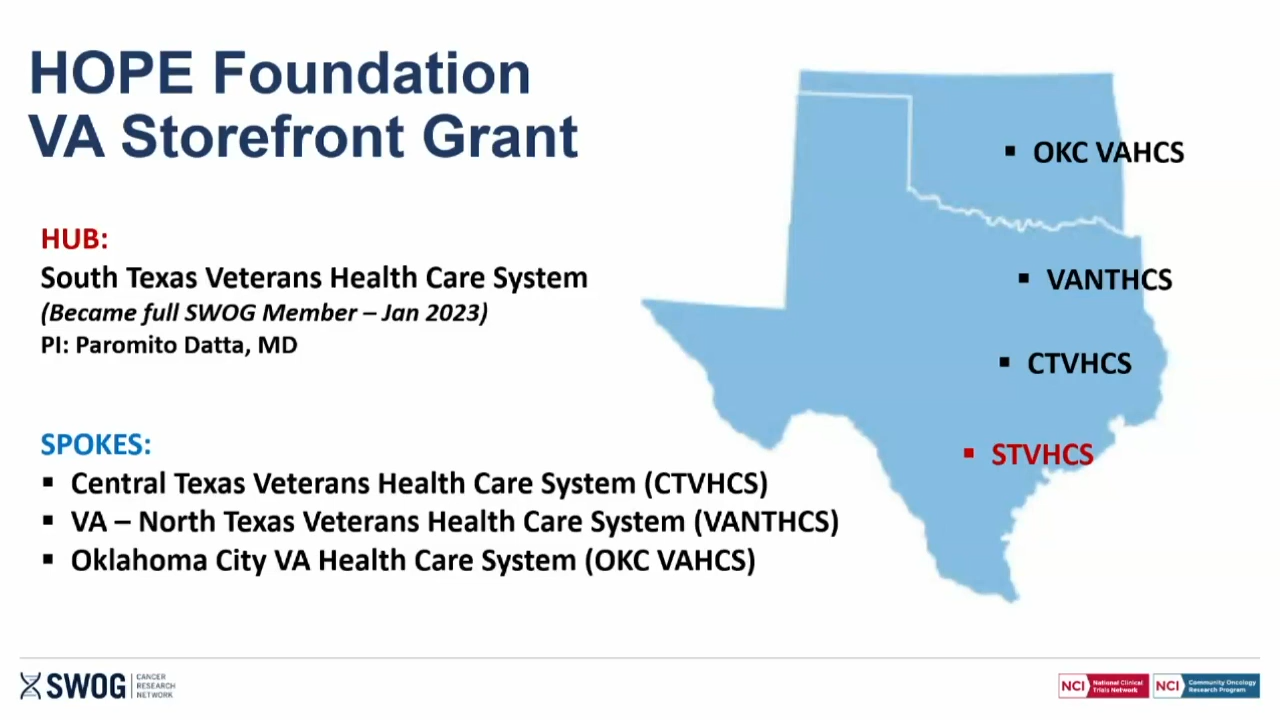 HOPE Foundation
VA Storefront Grant
HUB:
South Texas Veterans Health Care System
(Became full SWOG Member – Jan 2023)
PI: Paromito Datta, MD
SPOKES:
▪ Central Texas Veterans Health Care System (CTVHCS)
▪ VA – North Texas Veterans Health Care System (VANTHCS)
▪ Oklahoma City VA Health Care System (OKC VAHCS)
▪ OKC VAHCS
▪ VANTHCS
▪ CTVHCS
▪ STVHCS
SWOG
CANCER
RESEARCH
NETWORK
NCI
National Clinical
Trials Network
NCI
Community Oncology
Research Program